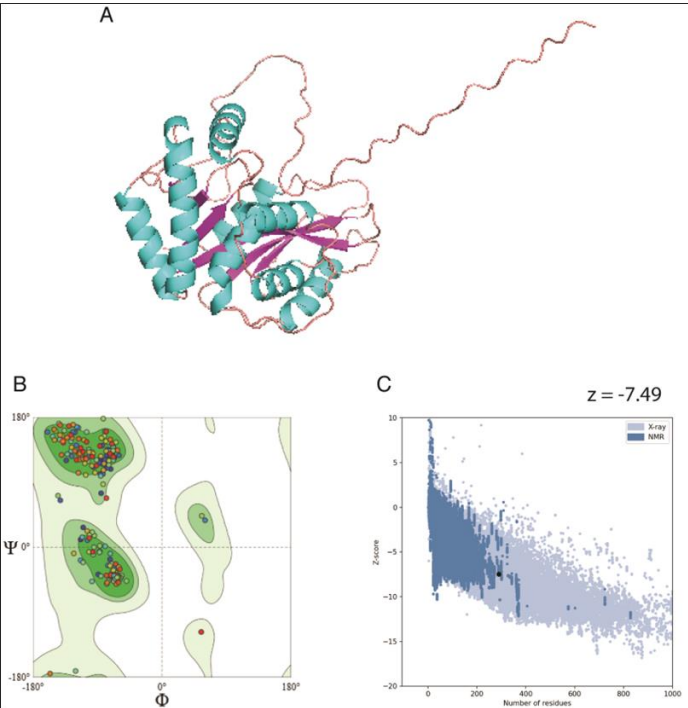 A
B
C
z = -7.49
180°
Ψ 0°
-180°
-180° 0° 180°
Φ
10
5
0
−5
−10
−15
−20
Z-score
X-ray
NMR
0 200 400 600 800 1000
Number of residues